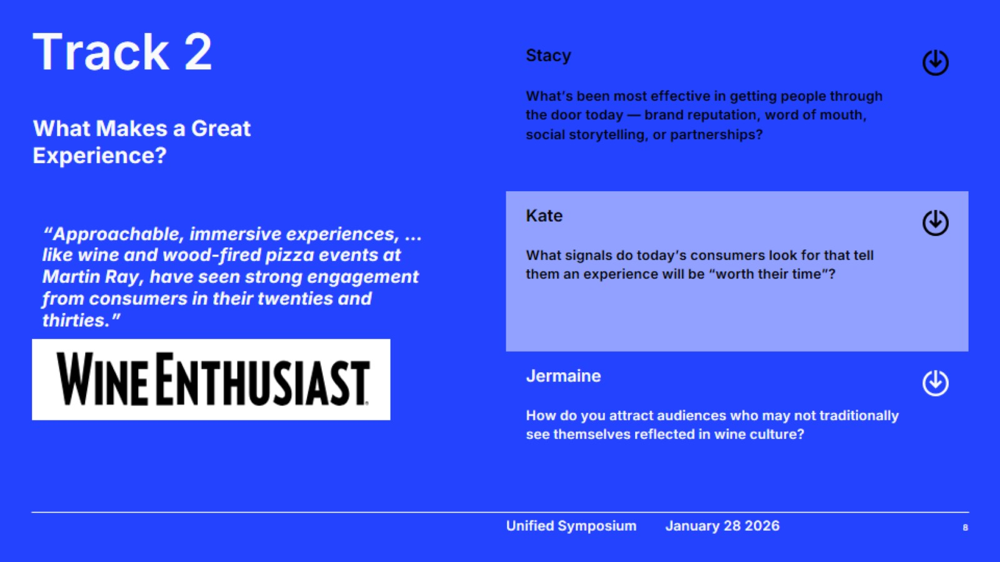 Track 2
What Makes a Great
Experience?
“Approachable, immersive experiences, ...
like wine and wood-fired pizza events at
Martin Ray, have seen strong engagement
from consumers in their twenties and
thirties.”
WINE ENTHUSIAST
Stacy
What’s been most effective in getting people through
the door today — brand reputation, word of mouth,
social storytelling, or partnerships?
Kate
What signals do today’s consumers look for that tell
them an experience will be “worth their time”?
Jermaine
How do you attract audiences who may not traditionally
see themselves reflected in wine culture?
Unified Symposium January 28 2026 8